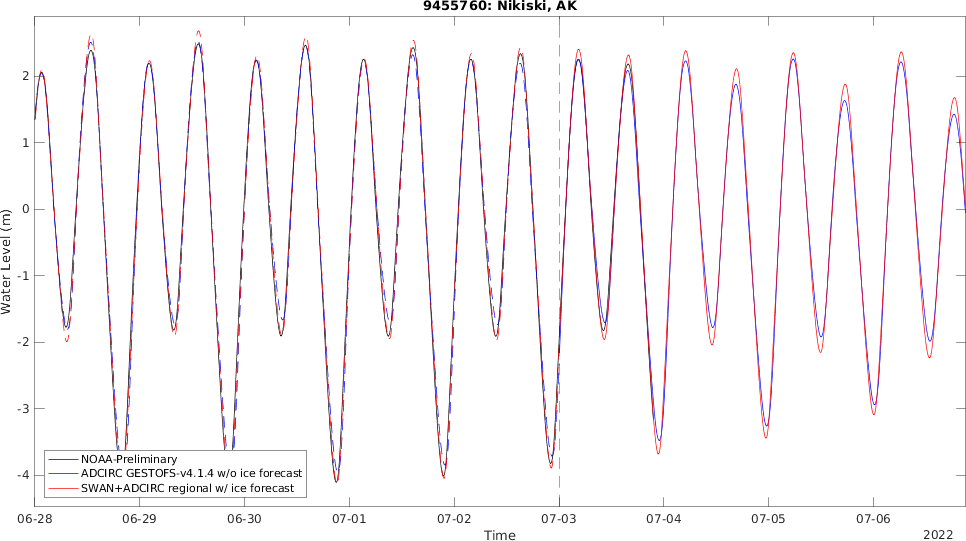 9455760: Nikiski, AK
Water Level (m)
2
1
0
-1
-2
-3
-4
NOAA-Preliminary
ADCIRC GESTOFS-v4.1.4 w/o ice forecast
SWAN+ADCIRC regional w/ ice forecast
06-28 06-29 06-30 07-01 07-02 07-03 07-04 07-05 07-06
Time
2022